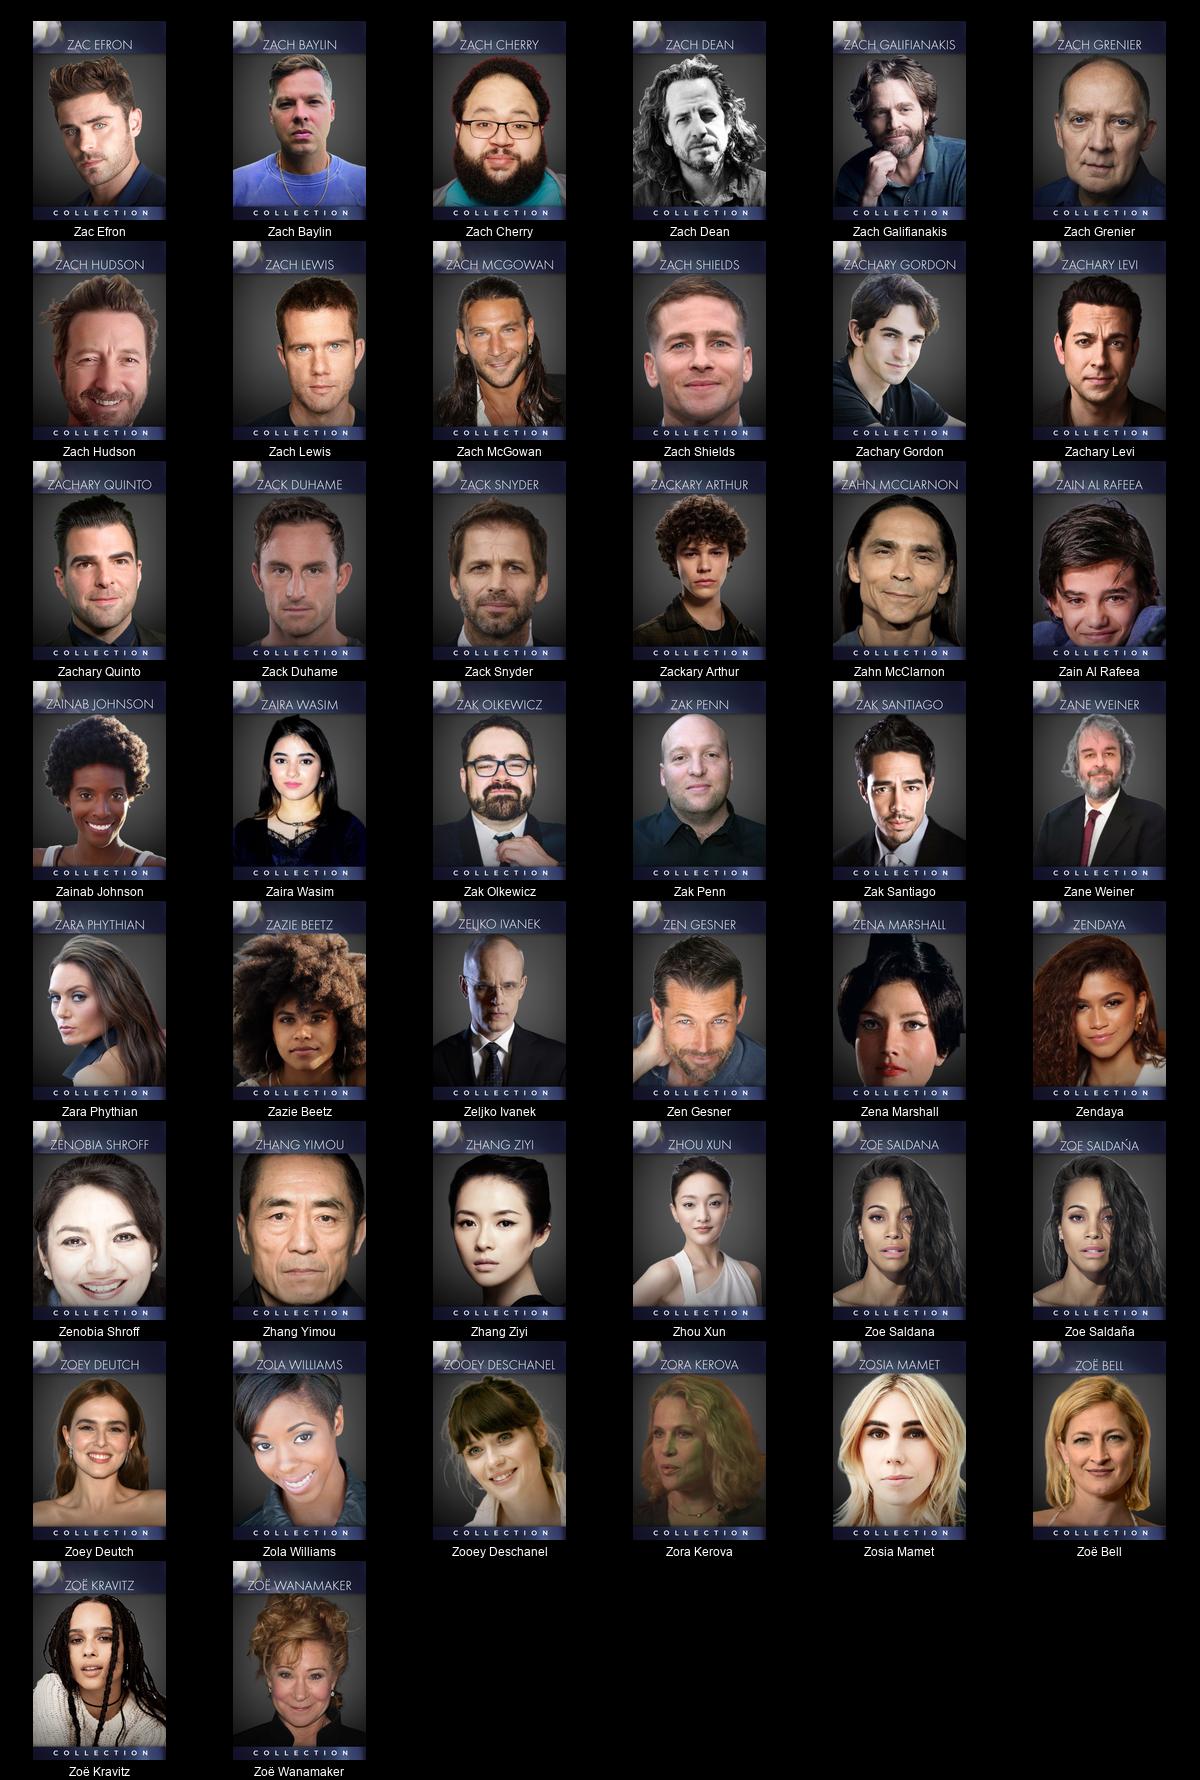 ZAC EFRON ZACH BAYLIN ZACH CHERRY ZACH DEAN ZACH GALIFIANAKIS ZACH GRENIER
COLLECTION COLLECTION COLLECTION COLLECTION COLLECTION COLLECTION
Zac Efron Zach Baylin Zach Cherry Zach Dean Zach Galifianakis Zach Grenier
ZACH HUDSON ZACH LEWIS ZACH MCGOWAN ZACH SHIELDS ZACHARY GORDON ZACHARY LEVI
COLLECTION COLLECTION COLLECTION COLLECTION COLLECTION COLLECTION
Zach Hudson Zach Lewis Zach McGowan Zach Shields Zachary Gordon Zachary Levi
ZACHARY QUINTO ZACK DUHAME ZACK SNYDER ZACKARY ARTHUR ZAHN MCCLARNON ZAIN AL RAFEEA
COLLECTION COLLECTION COLLECTION COLLECTION COLLECTION COLLECTION
Zachary Quinto Zack Duhame Zack Snyder Zackary Arthur Zahn McClarnon Zain Al Rafeea
ZAINAB JOHNSON ZAIRA WASIM ZAK OLKEWICZ ZAK PENN ZAK SANTIAGO ZANE WEINER
COLLECTION COLLECTION COLLECTION COLLECTION COLLECTION COLLECTION
Zainab Johnson Zaira Wasim Zak Olkewicz Zak Penn Zak Santiago Zane Weiner
ZARA PHYTHIAN ZAZIE BEETZ ZELJKO IVANEK ZEN GESNER ZENA MARSHALL ZENDAYA
COLLECTION COLLECTION COLLECTION COLLECTION COLLECTION COLLECTION
Zara Phythian Zazie Beetz Zeljko Ivanek Zen Gesner Zena Marshall Zendaya
ZENOBIA SHROFF ZHANG YIMOU ZHANG ZIYI ZHOU XUN ZOE SALDANA ZOE SALDAÑA
COLLECTION COLLECTION COLLECTION COLLECTION COLLECTION COLLECTION
Zenobia Shroff Zhang Yimou Zhang Ziyi Zhou Xun Zoe Saldana Zoe Saldaña
ZOEY DEUTCH ZOLA WILLIAMS ZOOEY DESCHANEL ZORA KEROVA ZOSIA MAMET ZOË BELL
COLLECTION COLLECTION COLLECTION COLLECTION COLLECTION COLLECTION
Zoey Deutch Zola Williams Zooey Deschanel Zora Kerova Zosia Mamet Zoë Bell
ZOË KRAVITZ ZOË WANAMAKER
COLLECTION COLLECTION
Zoë Kravitz Zoë Wanamaker